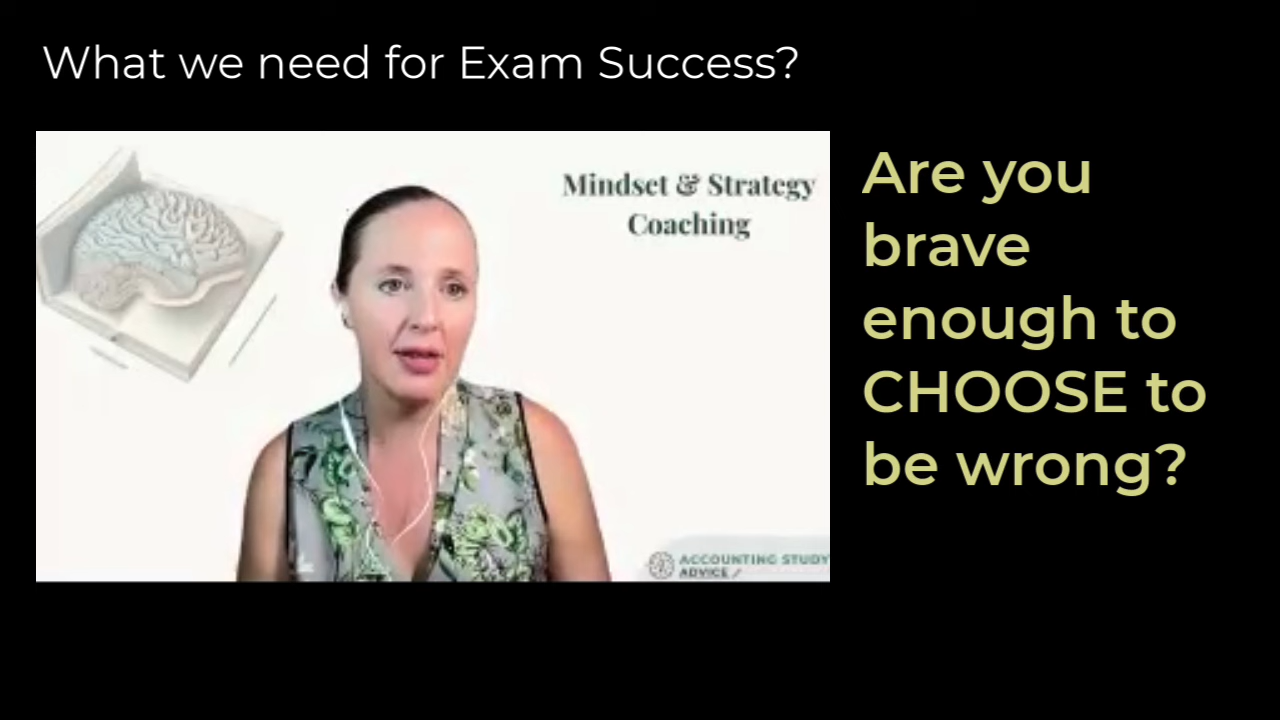 What we need for Exam Success?
Mindset & Strategy
Coaching
Are you
brave
enough to
CHOOSE to
be wrong?
ACCOUNTING STUDY
ADVICE